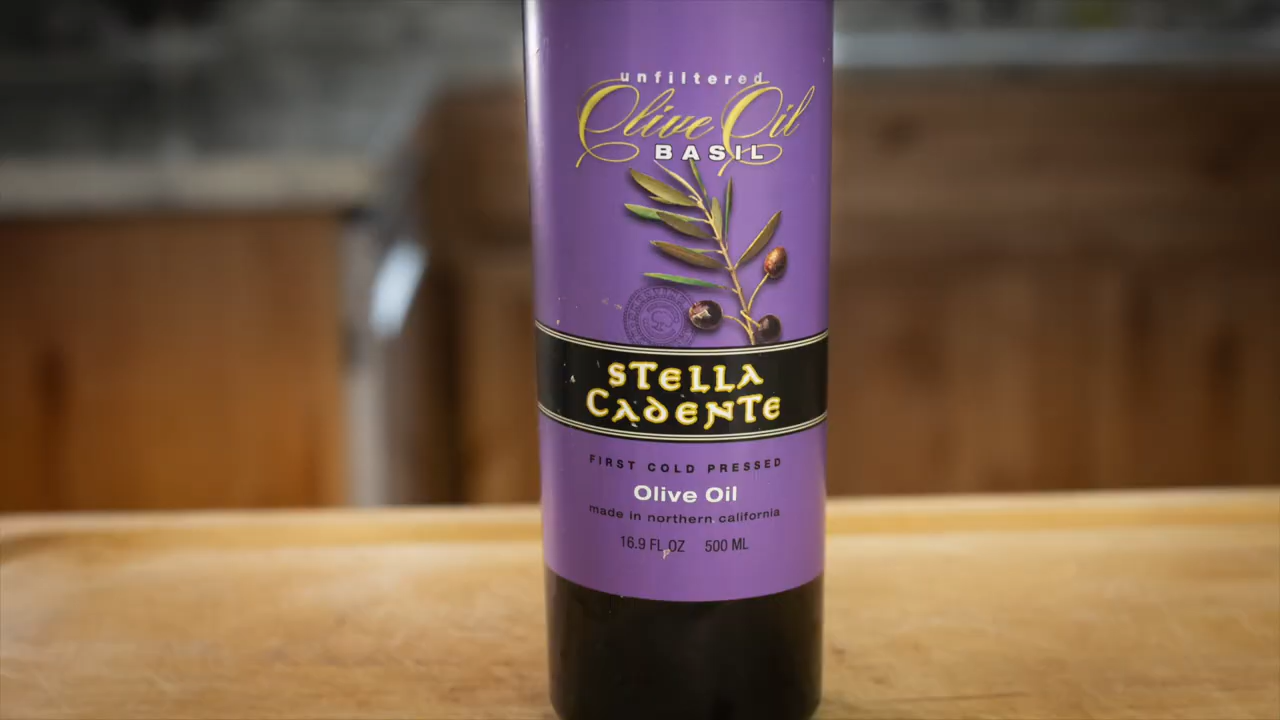 unfiltered
Olive Oil
BASIL
STELLA
CADENTE
FIRST COLD PRESSED
Olive Oil
made in northern california
16.9 FL OZ 500 ML